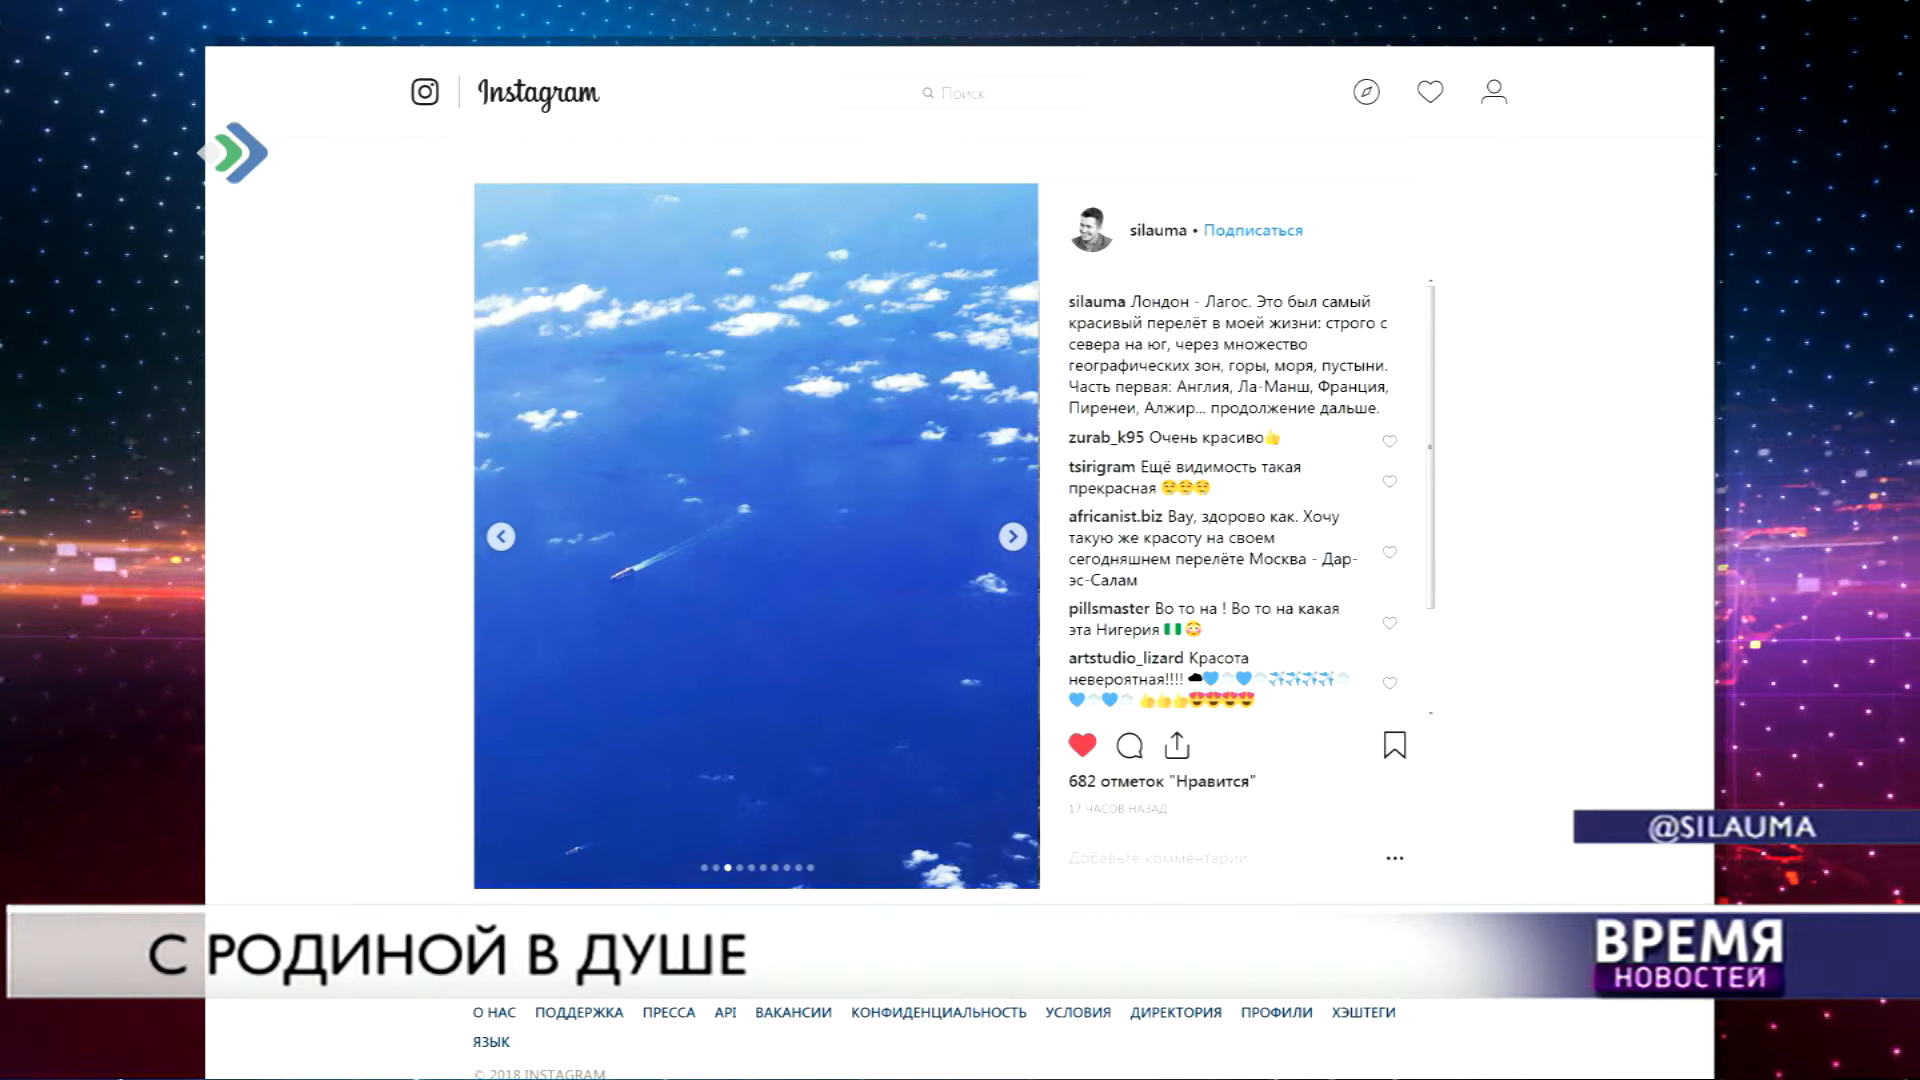 Instagram
Поиск
silauma • Подписаться
silauma Лондон - Лагос. Это был самый
красивый перелёт в моей жизни: строго с
севера на юг, через множество
географических зон, горы, моря, пустыни.
Часть первая: Англия, Ла-Манш, Франция,
Пиренеи, Алжир... продолжение дальше.
zurab_k95 Очень красиво👍
tsirigram Ещё видимость такая
прекрасная 😌😌😌
africanist.biz Вау, здорово как. Хочу
такую же красоту на своем
сегодняшнем перелёте Москва - Дар-
эс-Салам
pillsmaster Во то на ! Во то на какая
эта Нигерия 🇳🇬😳
artstudio_lizard Красота
невероятная!!!! ☁💙🌨💙🌨✈✈✈✈🌨
💙🌨💙🌨 👍👍👍😍😍😍😍
682 отметок "Нравится"
17 ЧАСОВ НАЗАД
Добавьте комментарий
@SILAUMA
С РОДИНОЙ В ДУШЕ
ВРЕМЯ
НОВОСТЕЙ
О НАС ПОДДЕРЖКА ПРЕССА API ВАКАНСИИ КОНФИДЕНЦИАЛЬНОСТЬ УСЛОВИЯ ДИРЕКТОРИЯ ПРОФИЛИ ХЭШТЕГИ
ЯЗЫК
© 2018 INSTAGRAM